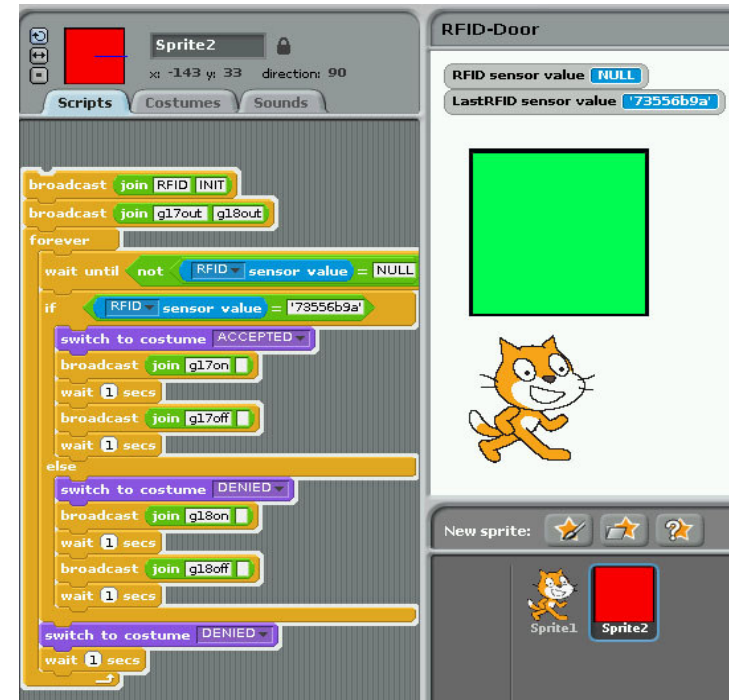 Sprite2
x: -143 y: 33 direction: 90
Scripts Costumes Sounds
broadcast join RFID INIT
broadcast join g17out g18out
forever
wait until not RFID sensor value = NULL
if RFID sensor value = '73556b9a'
switch to costume ACCEPTED
broadcast join g17on
wait 1 secs
broadcast join g17off
wait 1 secs
else
switch to costume DENIED
broadcast join g18on
wait 1 secs
broadcast join g18off
wait 1 secs
switch to costume DENIED
wait 1 secs
RFID-Door
RFID sensor value NULL
LastRFID sensor value '73556b9a'
New sprite:
Sprite1 Sprite2